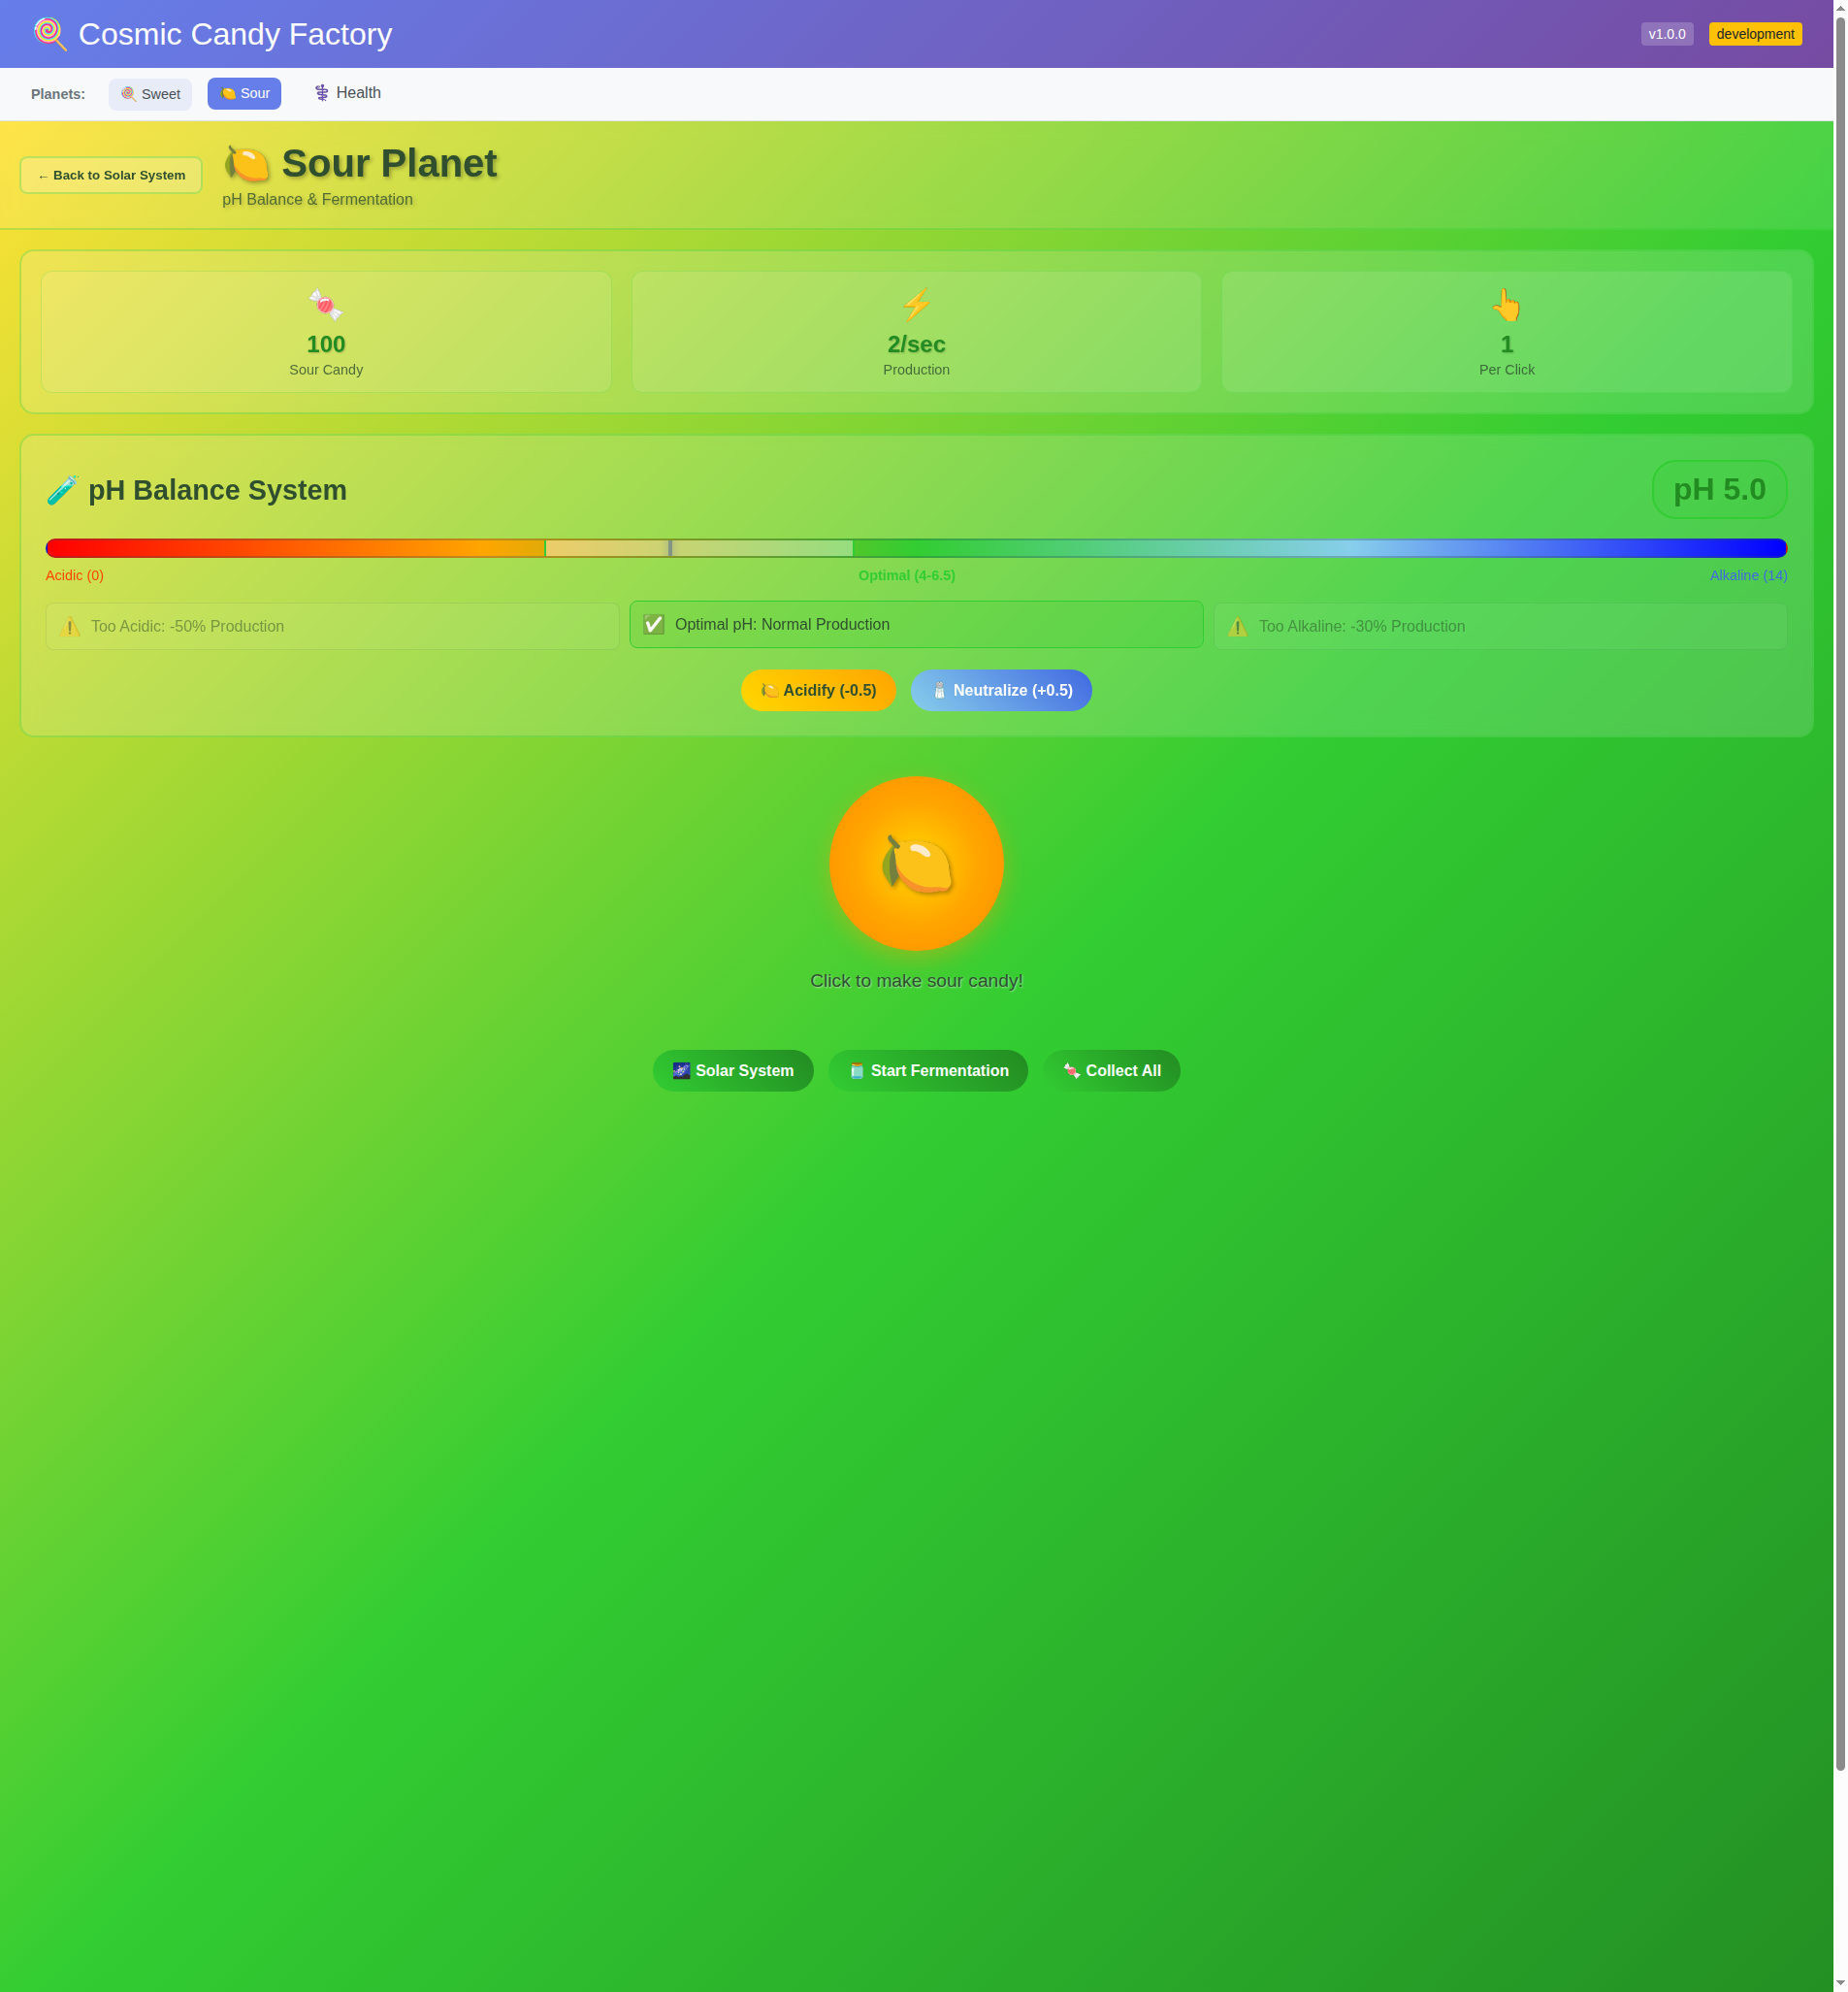 Cosmic Candy Factory
v1.0.0
development
Planets:
Sweet
Sour
Health
← Back to Solar System
Sour Planet
pH Balance & Fermentation
100
Sour Candy
2/sec
Production
1
Per Click
pH Balance System
pH 5.0
Acidic (0)
Optimal (4-6.5)
Alkaline (14)
Too Acidic: -50% Production
Optimal pH: Normal Production
Too Alkaline: -30% Production
Acidify (-0.5)
Neutralize (+0.5)
Click to make sour candy!
Solar System
Start Fermentation
Collect All